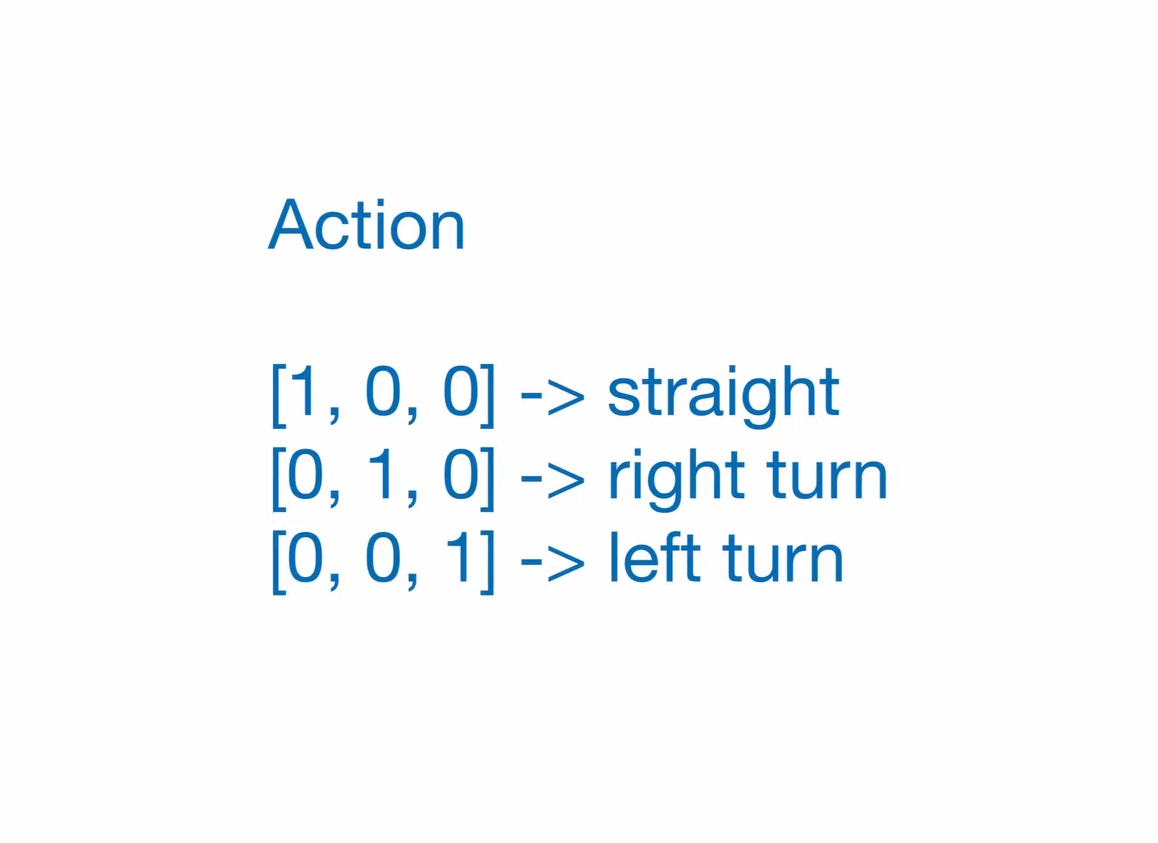 Action
[1, 0, 0] -> straight
[0, 1, 0] -> right turn
[0, 0, 1] -> left turn